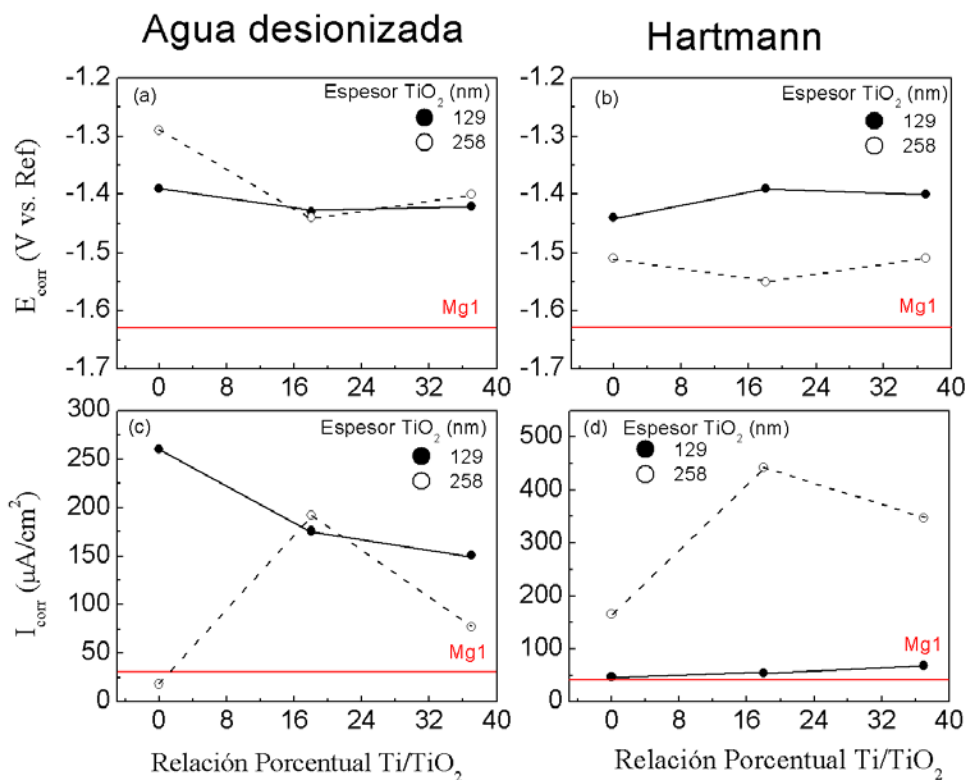 Agua desionizada
Hartmann
E_corr (V vs. Ref)
-1.2
-1.3
-1.4
-1.5
-1.6
-1.7
(a)
Espesor TiO₂ (nm)
129
258
Mg1
0 8 16 24 32 40
-1.2
-1.3
-1.4
-1.5
-1.6
-1.7
(b)
Espesor TiO₂ (nm)
129
258
Mg1
0 8 16 24 32 40
I_corr (μA/cm²)
300
250
200
150
100
50
0
(c)
Espesor TiO₂ (nm)
129
258
Mg1
0 8 16 24 32 40
Relación Porcentual Ti/TiO₂
500
400
300
200
100
0
(d)
Espesor TiO₂ (nm)
129
258
Mg1
0 8 16 24 32 40
Relación Porcentual Ti/TiO₂